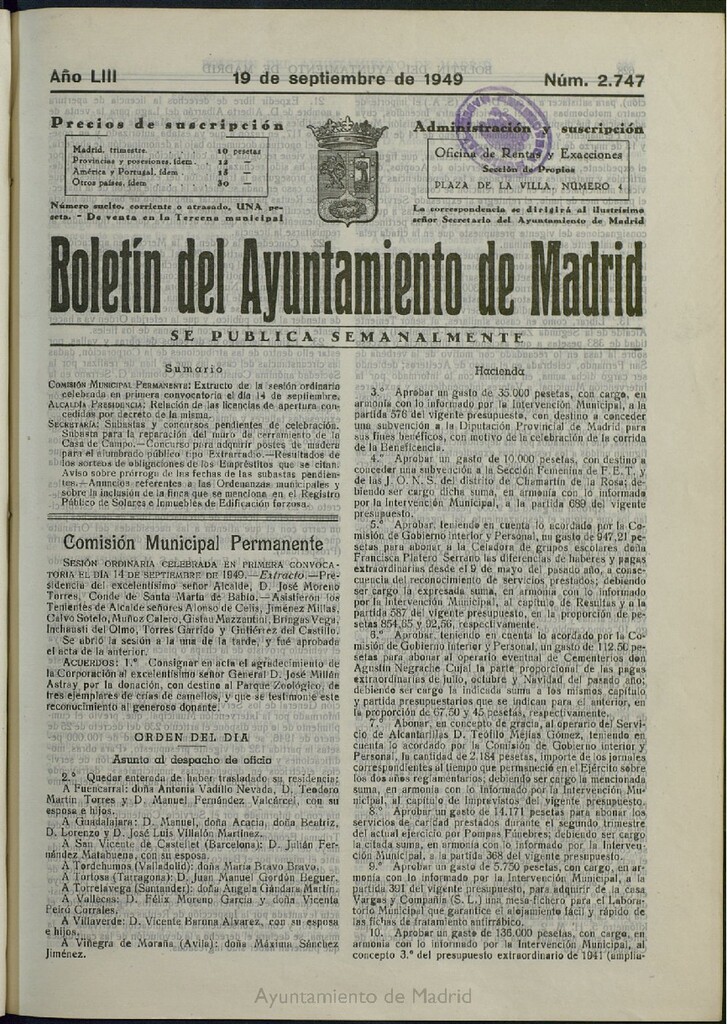 Año LIII
19 de septiembre de 1949
Núm. 2.747
Precios de suscripción
Madrid, trimestre. 10 pesetas
Provincias y posesiones, ídem 12 —
América y Portugal, ídem 15 —
Otros países, ídem 30 —
Número suelto, corriente o atrasado, UNA pe-
seta. - De venta en la Tercena municipal
Administración y suscripción
Oficina de Rentas y Exacciones
Sección de Propios
PLAZA DE LA VILLA, NÚMERO 4
La correspondencia se dirigirá al ilustrísimo
señor Secretario del Ayuntamiento de Madrid
Boletín del Ayuntamiento de Madrid
SE PUBLICA SEMANALMENTE
Sumario
COMISIÓN MUNICIPAL PERMANENTE: Extracto de la sesión ordinaria
celebrada en primera convocatoria el día 14 de septiembre.
ALCALDÍA PRESIDENCIA: Relación de las licencias de apertura con-
cedidas por decreto de la misma.
SECRETARÍA: Subastas y concursos pendientes de celebración.
Subasta para la reparación del muro de cerramiento de la
Casa de Campo.—Concurso para adquirir postes de madera
para el alumbrado público tipo Extrarradio.—Resultados de
los sorteos de obligaciones de los Empréstitos que se citan.
Aviso sobre prórroga de las fechas de las subastas pendien-
tes.—Anuncios referentes a las Ordenanzas municipales y
sobre la inclusión de la finca que se menciona en el Registro
Público de Solares e Inmuebles de Edificación forzosa.
Comisión Municipal Permanente
SESIÓN ORDINARIA CELEBRADA EN PRIMERA CONVOCA-
TORIA EL DÍA 14 DE SEPTIEMBRE DE 1949.—Extracto.—Pre-
sidencia del excelentísimo señor Alcalde, D. José Moreno
Torres, Conde de Santa Marta de Babío.—Asistieron los
Tenientes de Alcalde señores Alonso de Celis, Jiménez Millas,
Calvo Sotelo, Muñoz Calero, Gistau Mazzantini, Bringas Vega,
Inchausti del Olmo, Torres Garrido y Gutiérrez del Castillo.
Se abrió la sesión a la una de la tarde, y fué aprobada
el acta de la anterior.
ACUERDOS: 1.º Consignar en acta el agradecimiento de
la Corporación al excelentísimo señor General D. José Millán
Astray por la donación, con destino al Parque Zoológico, de
tres ejemplares de crías de camellos, y que se testimonie este
reconocimiento al generoso donante.
ORDEN DEL DIA
Asunto al despacho de oficio
2.º Quedar enterada de haber trasladado su residencia:
A Fuencarral: doña Antonia Vadillo Nevada, D. Teodoro
Martín Torres y D. Manuel Fernández Valcárcel, con su
esposa e hijos.
A Guadalajara: D. Manuel, doña Acacia, doña Beatriz,
D. Lorenzo y D. José Luis Villalón Martínez.
A San Vicente de Castellet (Barcelona): D. Julián Fer-
nández Matabuena, con su esposa.
A Tordehumos (Valladolid): doña María Bravo Bravo.
A Tortosa (Tarragona): D. Juan Manuel Gordón Beguer.
A Torrelavega (Santander): doña Angela Gándara Martín.
A Vallecas: D. Félix Moreno García y doña Vicenta
Peiró Corrales.
A Villaverde: D. Vicente Baruna Alvarez, con su esposa
e hijos.
A Viñegra de Moraña (Avila): doña Máxima Sánchez
Jiménez.
Hacienda
3.º Aprobar un gasto de 35.000 pesetas, con cargo, en
armonía con lo informado por la Intervención Municipal, a la
partida 576 del vigente presupuesto, con destino a conceder
una subvención a la Diputación Provincial de Madrid para
sus fines benéficos, con motivo de la celebración de la corrida
de la Beneficencia.
4.º Aprobar un gasto de 10.000 pesetas, con destino a
conceder una subvención a la Sección Femenina de F. E. T. y
de las J. O. N. S. del distrito de Chamartín de la Rosa; de-
biendo ser cargo dicha suma, en armonía con lo informado
por la Intervención Municipal, a la partida 689 del vigente
presupuesto.
5.º Aprobar, teniendo en cuenta lo acordado por la Co-
misión de Gobierno Interior y Personal, un gasto de 947,21 pe-
setas para abonar a la Celadora de grupos escolares doña
Francisca Platero Serrano las diferencias de haberes y pagas
extraordinarias desde el 9 de mayo del pasado año, a conse-
cuencia del reconocimiento de servicios prestados; debiendo
ser cargo la expresada suma, en armonía con lo informado
por la Intervención Municipal, al capítulo de Resultas y a la
partida 587 del vigente presupuesto, en la proporción de pe-
setas 854,65 y 92,56, respectivamente.
6.º Aprobar, teniendo en cuenta lo acordado por la Co-
misión de Gobierno Interior y Personal, un gasto de 112,50 pe-
setas para abonar al operario eventual de Cementerios don
Agustín Negrache Cujal la parte proporcional de las pagas
extraordinarias de julio, octubre y Navidad del pasado año;
debiendo ser cargo la indicada suma a los mismos capítulo
y partida presupuestarios que se indican para el anterior, en
la proporción de 67,50 y 45 pesetas, respectivamente.
7.º Abonar, en concepto de gracia, al operario del Servi-
cio de Alcantarillas D. Teófilo Mejías Gómez, teniendo en
cuenta lo acordado por la Comisión de Gobierno Interior y
Personal, la cantidad de 2.184 pesetas, importe de los jornales
correspondientes al tiempo que permaneció en el Ejército sobre
los dos años reglamentarios; debiendo ser cargo la mencionada
suma, en armonía con lo informado por la Intervención Mu-
nicipal, al capítulo de Imprevistos del vigente presupuesto.
8.º Aprobar un gasto de 14.171 pesetas para abonar los
servicios de caridad prestados durante el segundo trimestre
del actual ejercicio por Pompas Fúnebres; debiendo ser cargo
la citada suma, en armonía con lo informado por la Interven-
ción Municipal, a la partida 368 del vigente presupuesto.
9.º Aprobar un gasto de 5.750 pesetas, con cargo, en ar-
monía con lo informado por la Intervención Municipal, a la
partida 391 del vigente presupuesto, para adquirir de la casa
Vargas y Compañía (S. L.) una mesa-fichero para el Labora-
torio Municipal que garantice el alojamiento fácil y rápido de
las fichas de tratamiento antirrábico.
10. Aprobar un gasto de 136.000 pesetas, con cargo, en
armonía con lo informado por la Intervención Municipal, al
concepto 3.º del presupuesto extraordinario de 1941 (amplia-
Ayuntamiento de Madrid